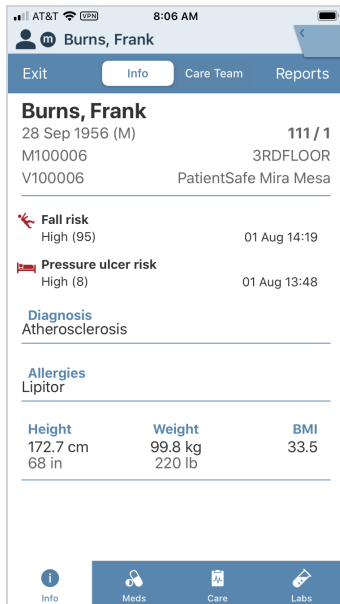 AT&T VPN 8:06 AM
m Burns, Frank
Exit Info Care Team Reports
Burns, Frank
28 Sep 1956 (M) 111 / 1
M100006 3RDFLOOR
V100006 PatientSafe Mira Mesa
Fall risk
High (95) 01 Aug 14:19
Pressure ulcer risk
High (8) 01 Aug 13:48
Diagnosis
Atherosclerosis
Allergies
Lipitor
Height Weight BMI
172.7 cm 99.8 kg 33.5
68 in 220 lb
Info Meds Care Labs